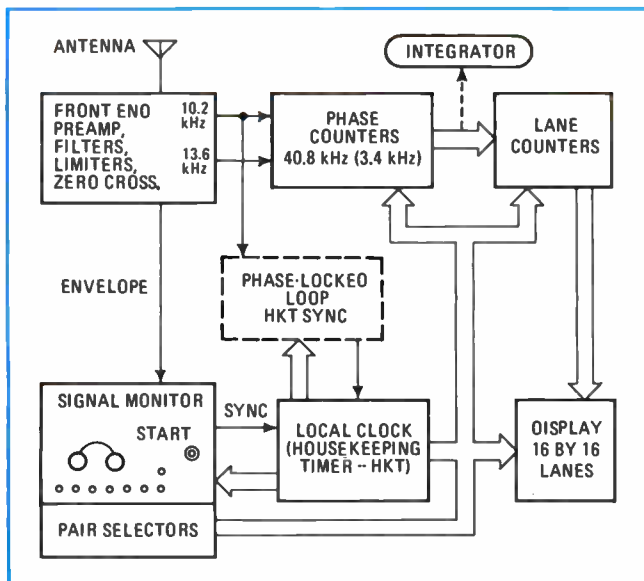 ANTENNA
INTEGRATOR
FRONT ENO
PREAMP,
FILTERS,
LIMITERS,
ZERO CROSS.
10.2
kHz
13.6
kHz
PHASE
COUNTERS
40.8 kHz (3.4 kHz)
LANE
COUNTERS
ENVELOPE
PHASE-LOCKED
LOOP
HKT SYNC
SIGNAL MONITOR
START
SYNC
LOCAL CLOCK
(HOUSEKEEPING
TIMER -- HKT)
DISPLAY
16 BY 16
LANES
PAIR SELECTORS